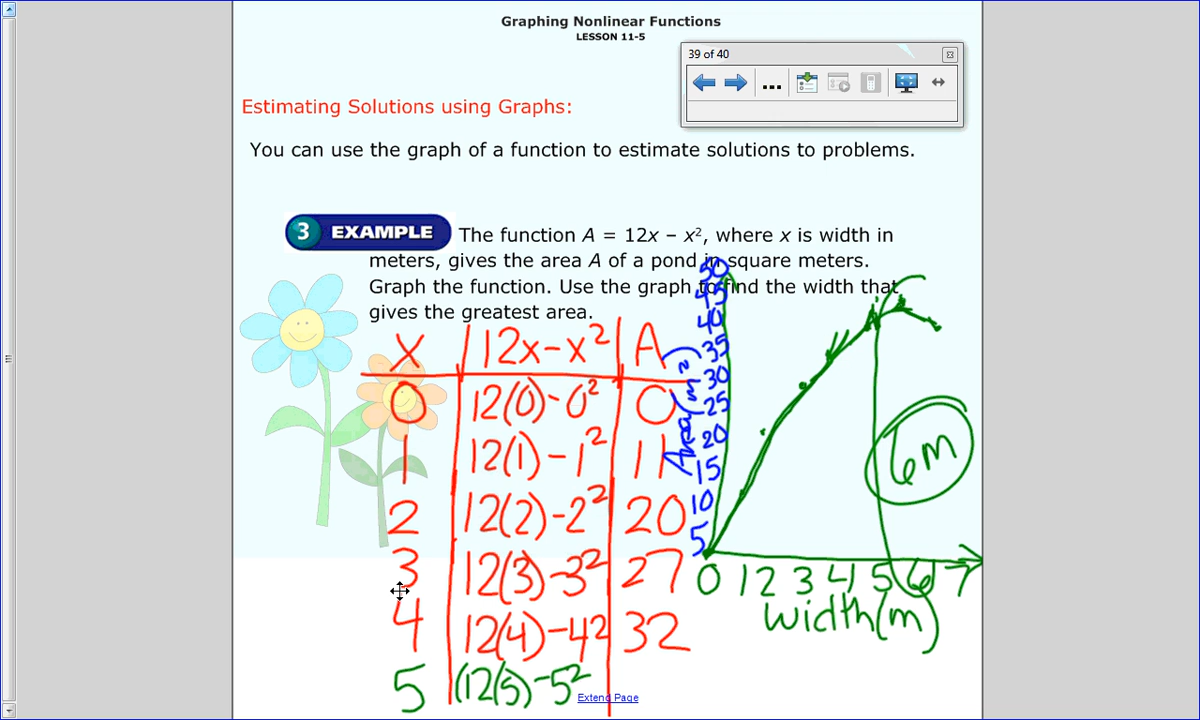 Graphing Nonlinear Functions
LESSON 11-5
39 of 40
Estimating Solutions using Graphs:
You can use the graph of a function to estimate solutions to problems.
3 EXAMPLE The function A = 12x – x², where x is width in
meters, gives the area A of a pond in square meters.
Graph the function. Use the graph to find the width that
gives the greatest area.
x 12x-x² A
0 12(0)-0² 0
1 12(1)-1² 11
2 12(2)-2² 20
3 12(3)-3² 27
4 12(4)-4² 32
5 (12(5)-5²
Area(m²)
50
45
40
35
30
25
20
15
10
5
0 1 2 3 4 5 6 7
width(m)
6m
Extend Page